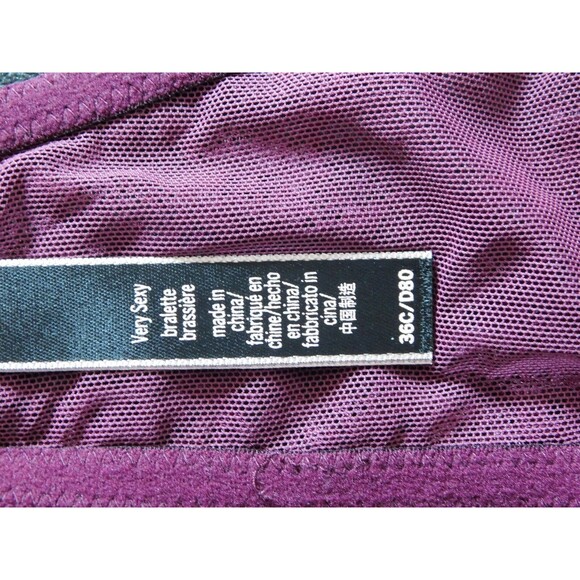 Very Sexy
bralette
brassière
made in
china/
fabriqué en
chine/hecho
en china/
fabbricato in
cina/
中国制造
36C/D80